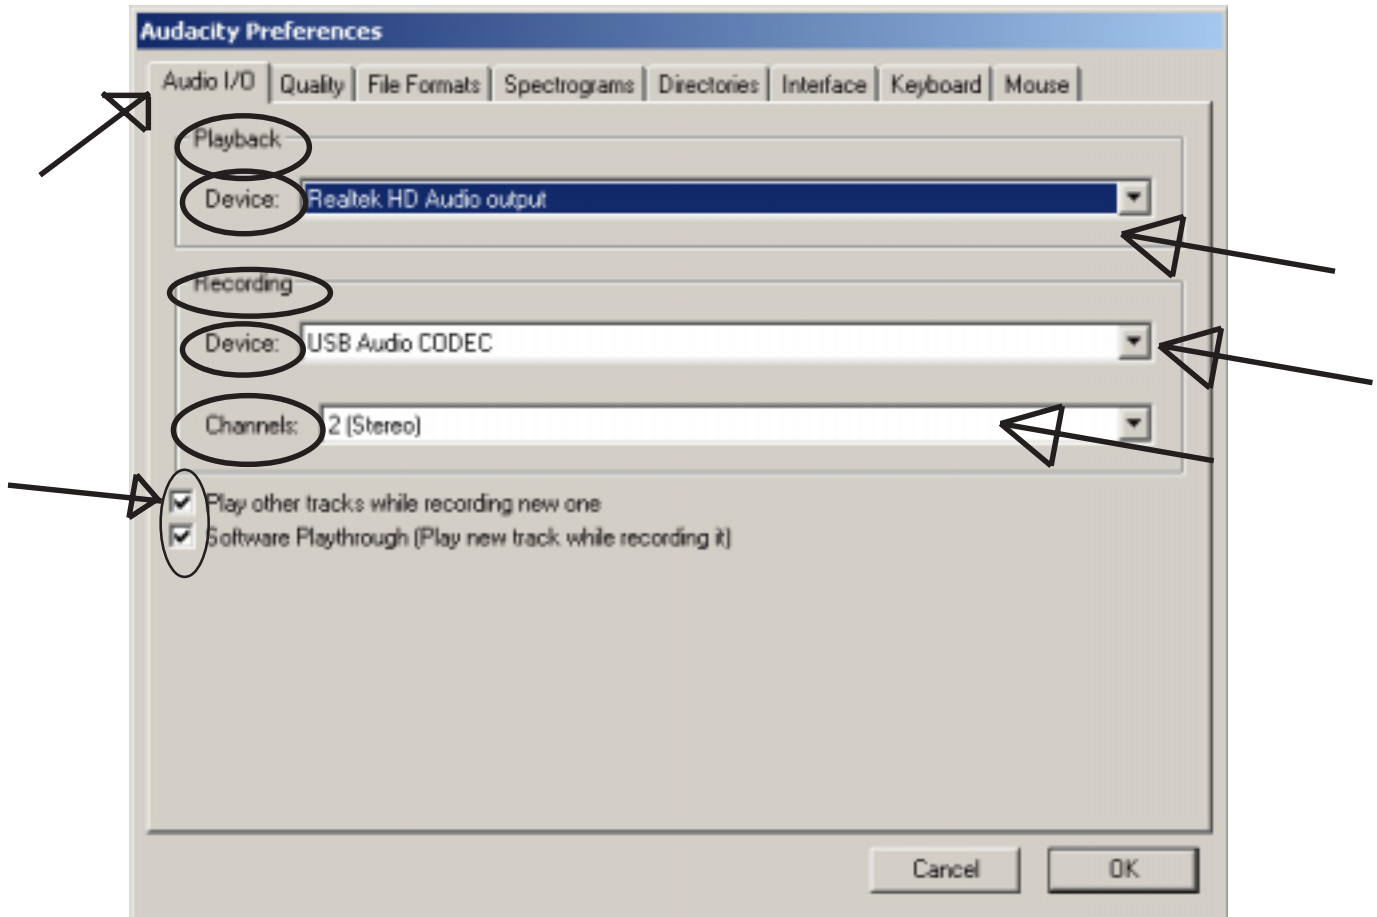 Audacity Preferences
Audio I/O Quality File Formats Spectrograms Directories Interface Keyboard Mouse
Playback
Device: Realtek HD Audio output
Recording
Device: USB Audio CODEC
Channels: 2 (Stereo)
Play other tracks while recording new one
Software Playthrough (Play new track while recording it)
Cancel OK